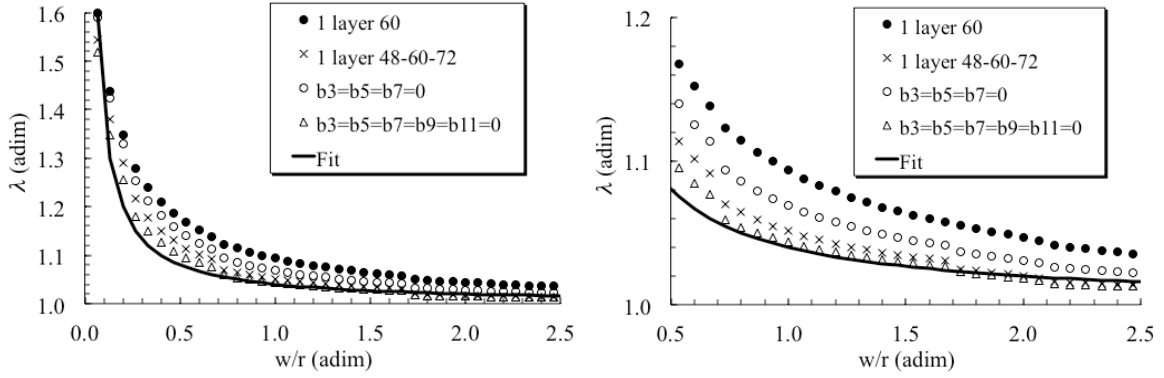 1.6
1.5
1.4
1.3
1.2
1.1
1.0
λ (adim)
1 layer 60
1 layer 48-60-72
b3=b5=b7=0
b3=b5=b7=b9=b11=0
Fit
0.0 0.5 1.0 1.5 2.0 2.5
w/r (adim)
1.2
1.1
1.0
λ (adim)
1 layer 60
1 layer 48-60-72
b3=b5=b7=0
b3=b5=b7=b9=b11=0
Fit
0.5 1.0 1.5 2.0 2.5
w/r (adim)